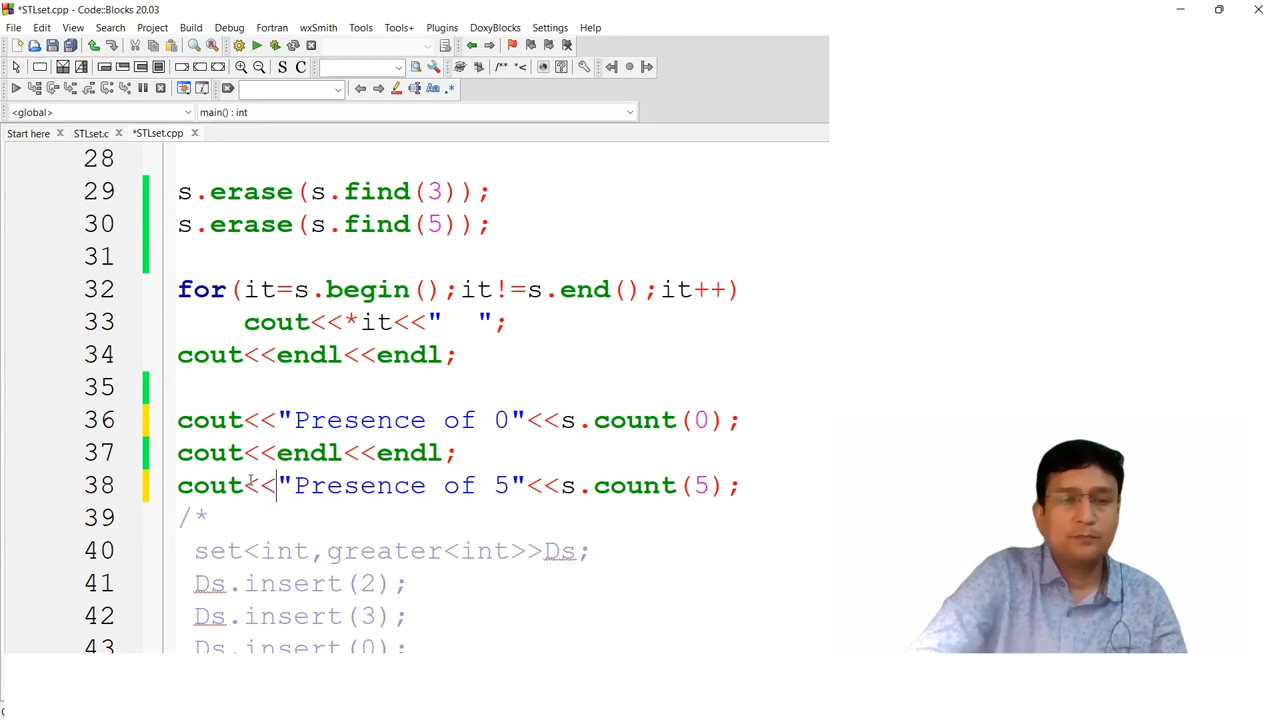 *STLset.cpp - Code::Blocks 20.03
File Edit View Search Project Build Debug Fortran wxSmith Tools Tools+ Plugins DoxyBlocks Settings Help
S C /** *<
Aa .*
<global> main() : int
Start here STLset.c *STLset.cpp
28
29 s.erase(s.find(3));
30 s.erase(s.find(5));
31
32 for(it=s.begin();it!=s.end();it++)
33 cout<<*it<<"  ";
34 cout<<endl<<endl;
35
36 cout<<"Presence of 0"<<s.count(0);
37 cout<<endl<<endl;
38 cout<<"Presence of 5"<<s.count(5);
39 /*
40 set<int,greater<int>>Ds;
41 Ds.insert(2);
42 Ds.insert(3);
43 Ds.insert(0);